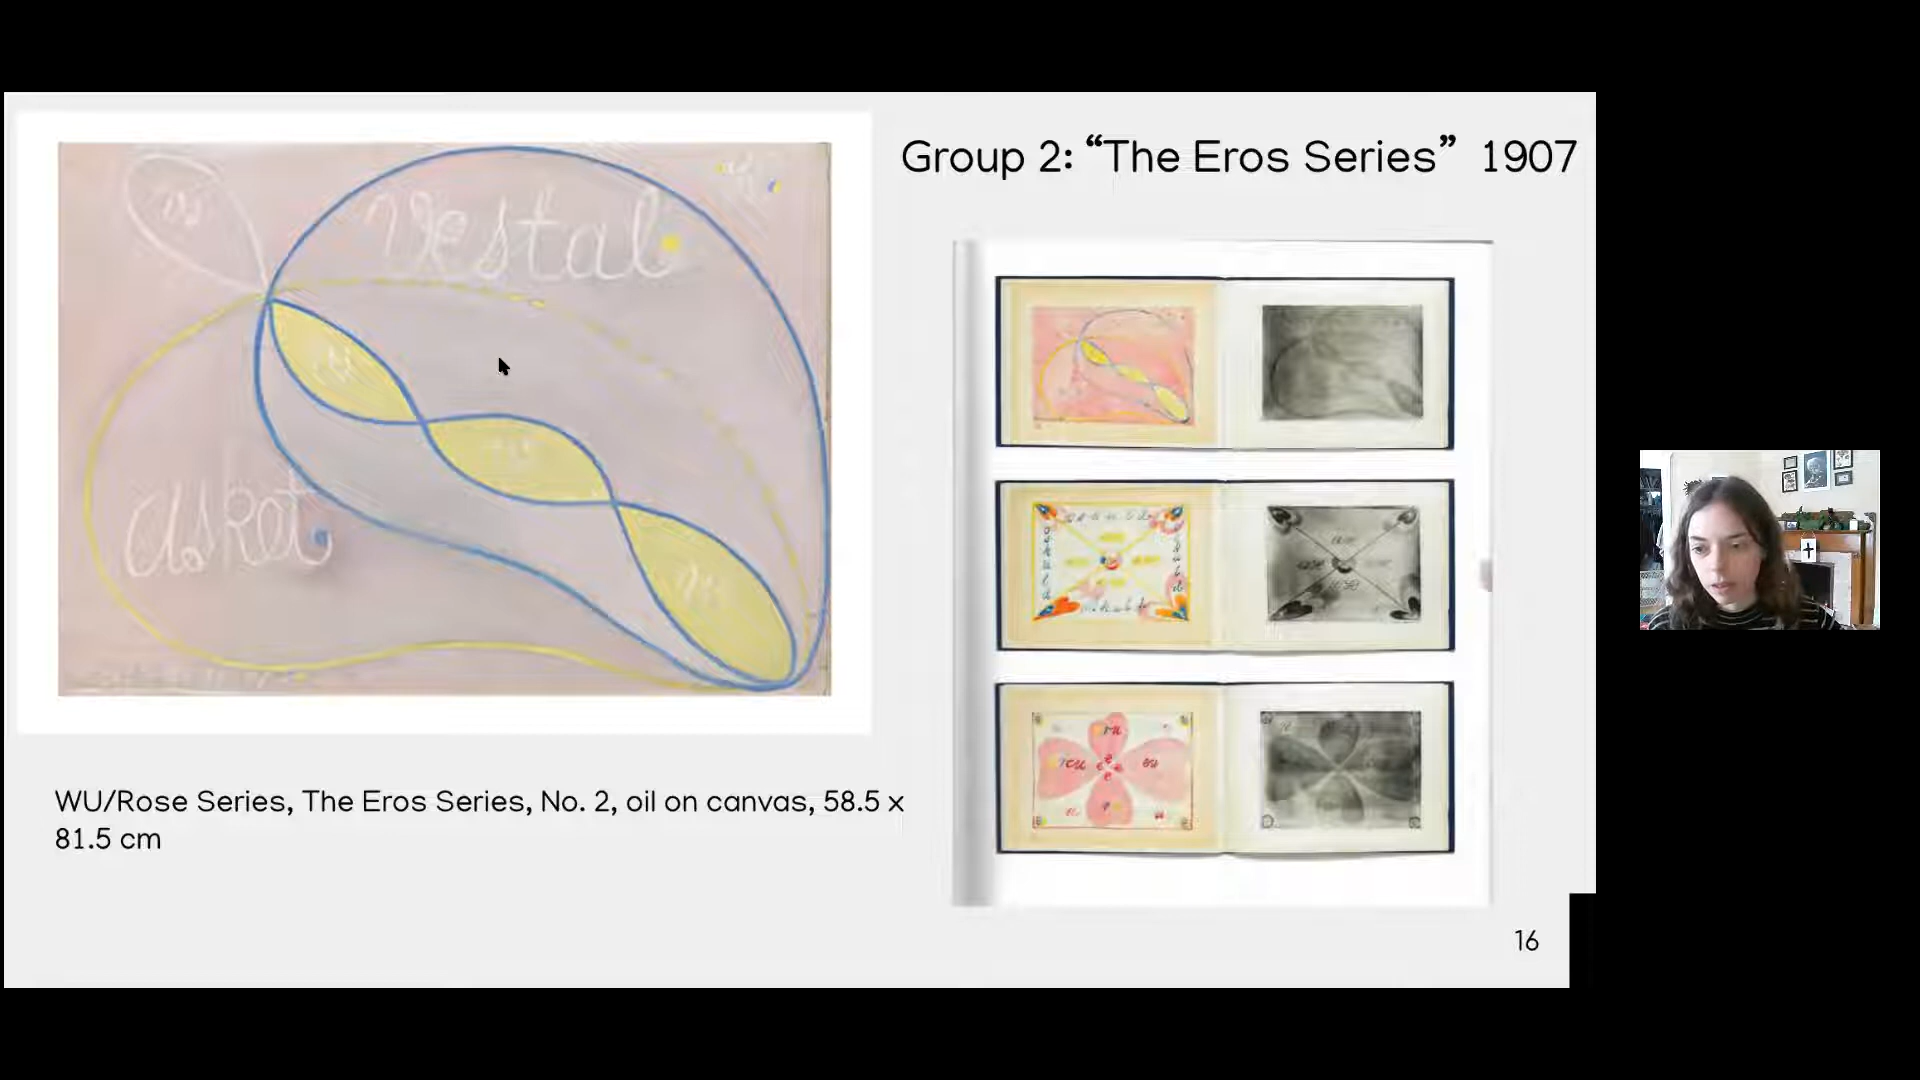 Group 2: “The Eros Series” 1907
Vestal
asket
WU/Rose Series, The Eros Series, No. 2, oil on canvas, 58.5 x
81.5 cm
16